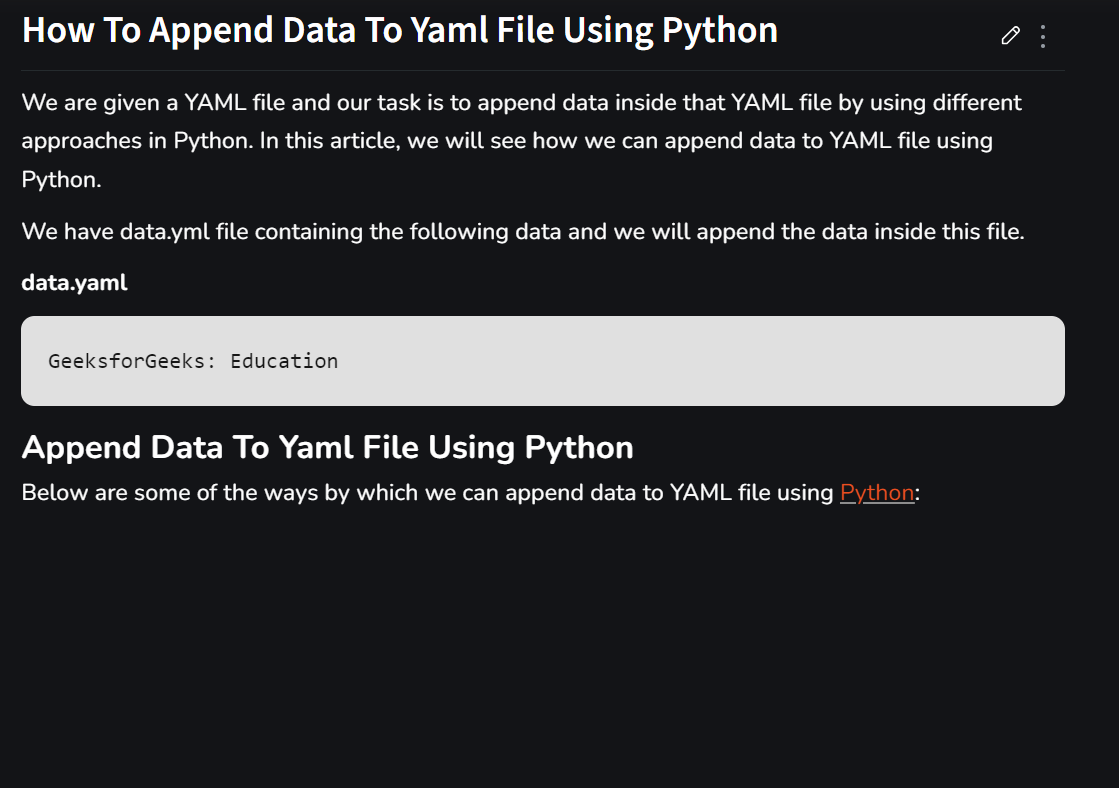 How To Append Data To Yaml File Using Python
We are given a YAML file and our task is to append data inside that YAML file by using different
approaches in Python. In this article, we will see how we can append data to YAML file using
Python.
We have data.yml file containing the following data and we will append the data inside this file.
data.yaml
GeeksforGeeks: Education
Append Data To Yaml File Using Python
Below are some of the ways by which we can append data to YAML file using Python: